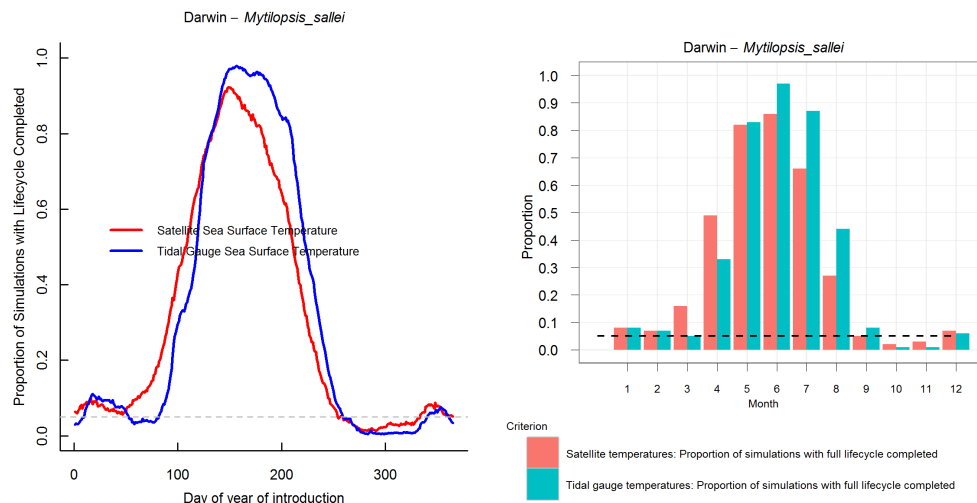 Darwin – Mytilopsis_sallei
Proportion of Simulations with Lifecycle Completed
1.0
0.8
0.6
0.4
0.2
0.0
Satellite Sea Surface Temperature
Tidal Gauge Sea Surface Temperature
0 100 200 300
Day of year of introduction
Darwin – Mytilopsis_sallei
Proportion
1.0
0.9
0.8
0.7
0.6
0.5
0.4
0.3
0.2
0.1
0.0
1 2 3 4 5 6 7 8 9 10 11 12
Month
Criterion
Satellite temperatures: Proportion of simulations with full lifecycle completed
Tidal gauge temperatures: Proportion of simulations with full lifecycle completed